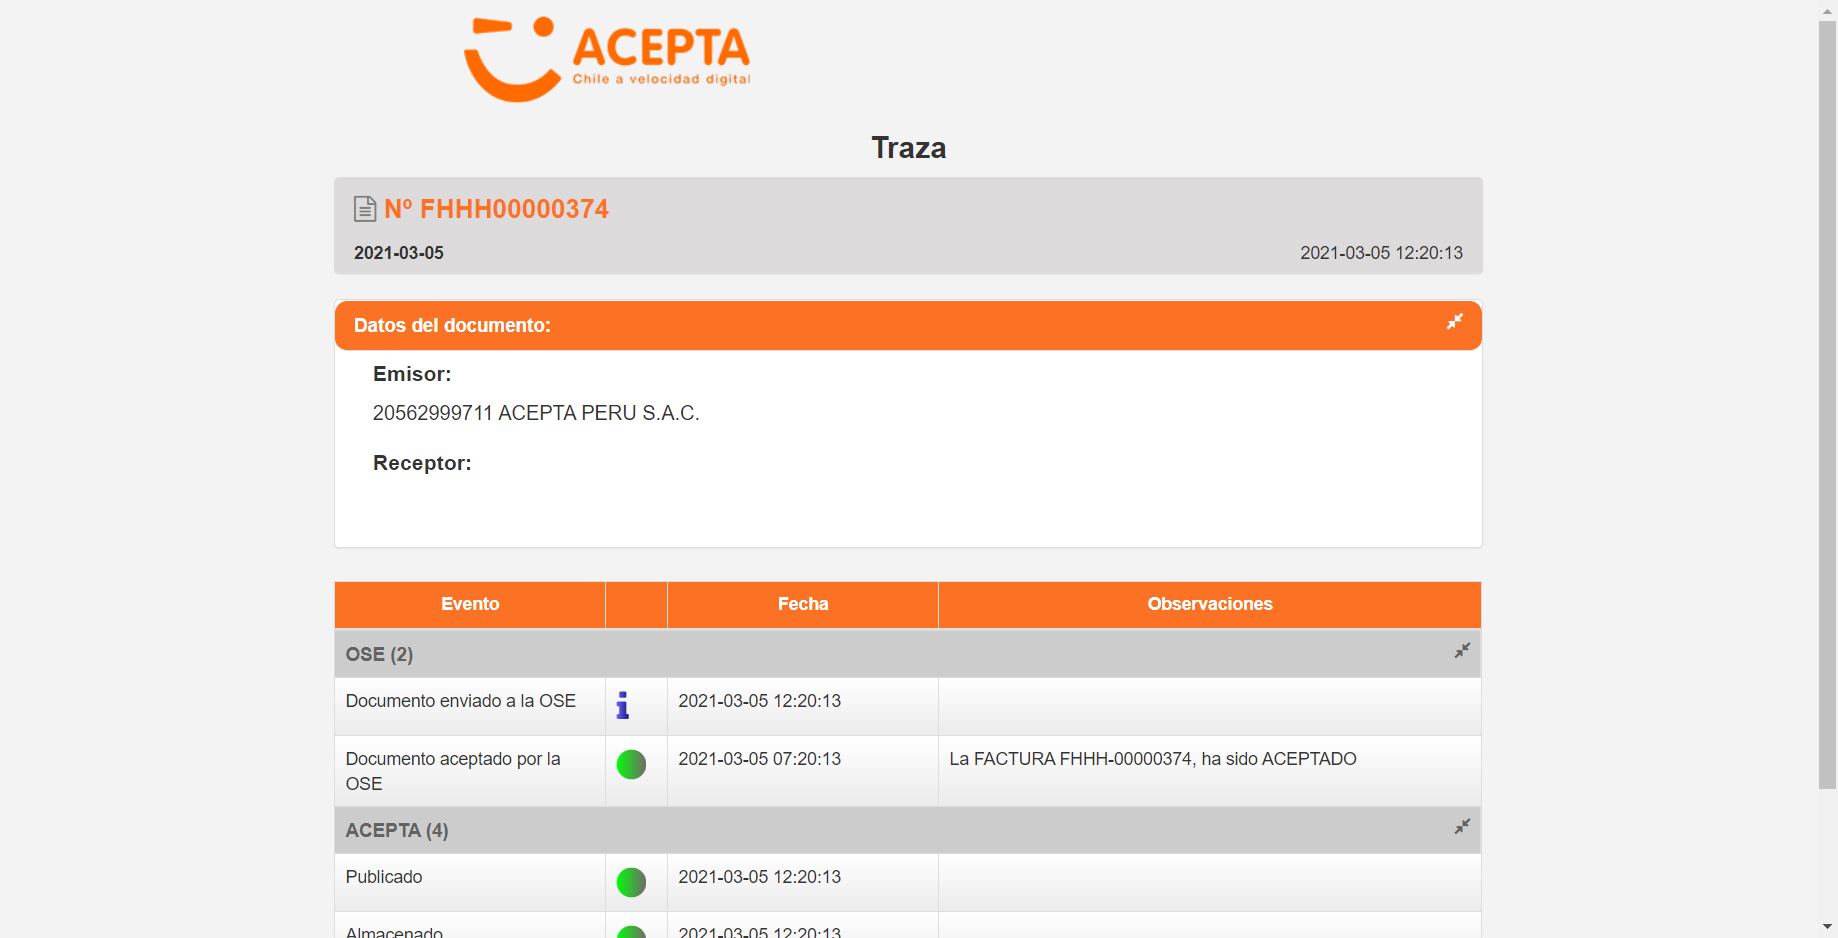 ACEPTA
Chile a velocidad digital
Traza
Nº FHHH00000374
2021-03-05
2021-03-05 12:20:13
Datos del documento:
Emisor:
20562999711 ACEPTA PERU S.A.C.
Receptor:
Evento
Fecha
Observaciones
OSE (2)
Documento enviado a la OSE
2021-03-05 12:20:13
Documento aceptado por la
OSE
2021-03-05 07:20:13
La FACTURA FHHH-00000374, ha sido ACEPTADO
ACEPTA (4)
Publicado
2021-03-05 12:20:13
Almacenado
2021-03-05 12:20:13